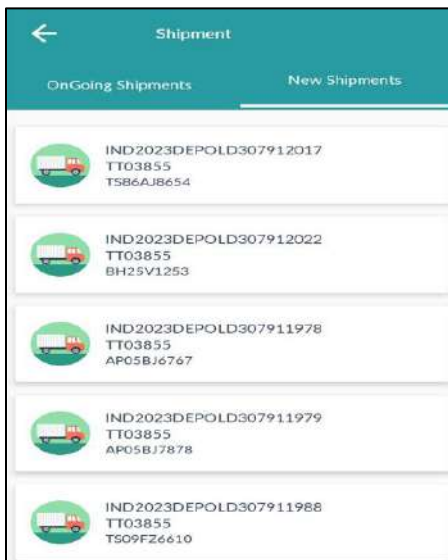 Shipment
OnGoing Shipments
New Shipments
IND2023DEPOLD307912017
TT03855
TS86AJ8654
IND2023DEPOLD307912022
TT03855
BH25V1253
IND2023DEPOLD307911978
TT03855
AP05BJ6767
IND2023DEPOLD307911979
TT03855
AP05BJ7878
IND2023DEPOLD307911988
TT03855
TS09FZ6610